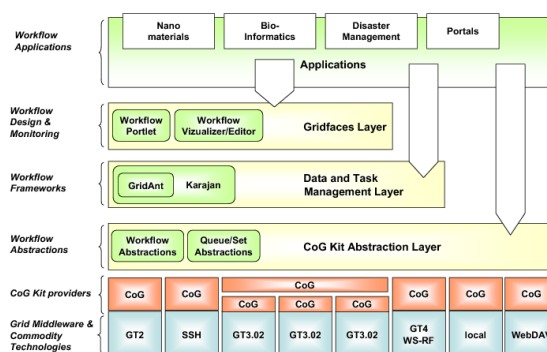 Workflow
Applications
Nano
materials
Bio-
Informatics
Disaster
Management
Portals
Applications
Workflow
Design &
Monitoring
Workflow
Portlet
Workflow
Vizualizer/Editor
Gridfaces Layer
Workflow
Frameworks
GridAnt
Karajan
Data and Task
Management Layer
Workflow
Abstractions
Workflow
Abstractions
Queue/Set
Abstractions
CoG Kit Abstraction Layer
CoG Kit providers
CoG
CoG
CoG
CoG
CoG
CoG
CoG
CoG
CoG
Grid Middleware &
Commodity
Technologies
GT2
SSH
GT3.02
GT3.02
GT3.02
GT4
WS-RF
local
WebDAV